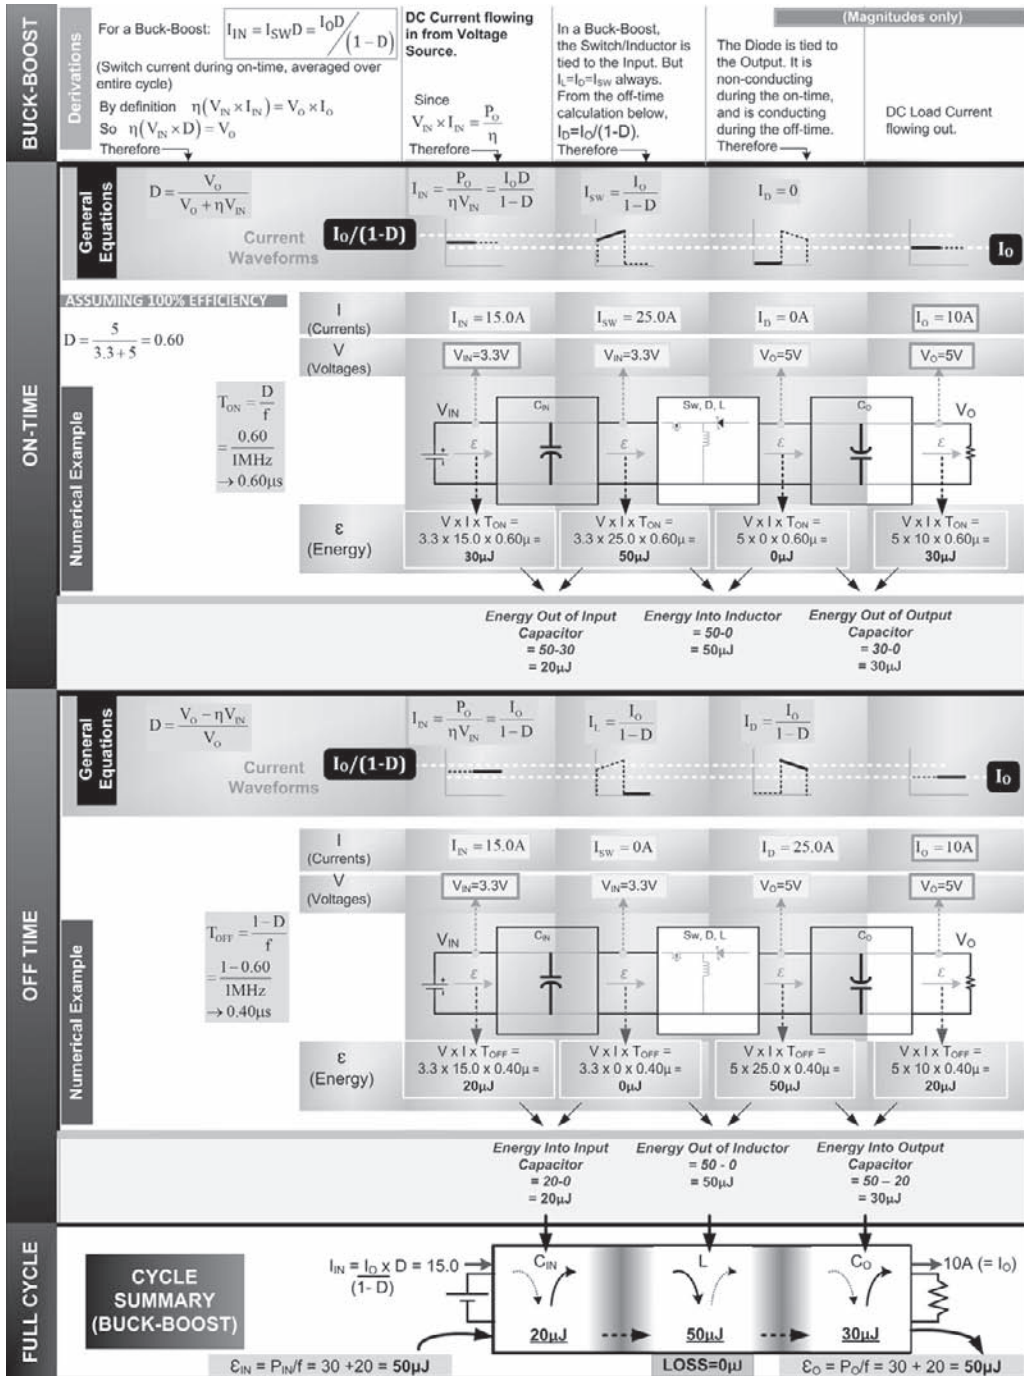 BUCK-BOOST
Derivations
For a Buck-Boost: I_IN = I_SW D = I_O D / (1 − D)
(Switch current during on-time, averaged over
entire cycle)
By definition η(V_IN × I_IN) = V_O × I_O
So η(V_IN × D) = V_O
Therefore
DC Current flowing
in from Voltage
Source.
Since
V_IN × I_IN = P_O / η
Therefore
In a Buck-Boost,
the Switch/Inductor is
tied to the Input. But
I_L=I_D=I_SW always.
From the off-time
calculation below,
I_D=I_O/(1-D).
Therefore
(Magnitudes only)
The Diode is tied to
the Output. It is
non-conducting
during the on-time,
and is conducting
during the off-time.
Therefore
DC Load Current
flowing out.
ON-TIME
General
Equations
D = V_O / (V_O + ηV_IN)
I_IN = P_O / ηV_IN = I_O D / 1 − D
I_SW = I_O / 1 − D
I_D = 0
Current
Waveforms
I_O/(1-D)
I_O
ASSUMING 100% EFFICIENCY
D = 5 / 3.3 + 5 = 0.60
Numerical Example
T_ON = D / f
= 0.60 / 1MHz
→ 0.60μs
I
(Currents)
I_IN = 15.0A
I_SW = 25.0A
I_D = 0A
I_O = 10A
V
(Voltages)
V_IN=3.3V
V_IN=3.3V
V_O=5V
V_O=5V
V_IN
C_IN
Sw, D, L
C_O
V_O
ε
ε
ε
ε
ε
(Energy)
V x I x T_ON =
3.3 x 15.0 x 0.60μ =
30μJ
V x I x T_ON =
3.3 x 25.0 x 0.60μ =
50μJ
V x I x T_ON =
5 x 0 x 0.60μ =
0μJ
V x I x T_ON =
5 x 10 x 0.60μ =
30μJ
Energy Out of Input
Capacitor
= 50-30
= 20μJ
Energy Into Inductor
= 50-0
= 50μJ
Energy Out of Output
Capacitor
= 30-0
= 30μJ
OFF TIME
General
Equations
D = V_O − ηV_IN / V_O
I_IN = P_O / ηV_IN = I_O / 1 − D
I_L = I_O / 1 − D
I_D = I_O / 1 − D
Current
Waveforms
I_O/(1-D)
I_O
Numerical Example
T_OFF = 1 − D / f
= 1 − 0.60 / 1MHz
→ 0.40μs
I
(Currents)
I_IN = 15.0A
I_SW = 0A
I_D = 25.0A
I_O = 10A
V
(Voltages)
V_IN=3.3V
V_IN=3.3V
V_O=5V
V_O=5V
V_IN
C_IN
Sw, D, L
C_O
V_O
ε
ε
ε
ε
ε
(Energy)
V x I x T_OFF =
3.3 x 15.0 x 0.40μ =
20μJ
V x I x T_OFF =
3.3 x 0 x 0.40μ =
0μJ
V x I x T_OFF =
5 x 25.0 x 0.40μ =
50μJ
V x I x T_OFF =
5 x 10 x 0.40μ =
20μJ
Energy Into Input
Capacitor
= 20-0
= 20μJ
Energy Out of Inductor
= 50 - 0
= 50μJ
Energy Into Output
Capacitor
= 50 – 20
= 30μJ
FULL CYCLE
CYCLE
SUMMARY
(BUCK-BOOST)
I_IN = I_O x D = 15.0
(1- D)
C_IN
L
C_O
10A (= I_O)
20μJ
50μJ
30μJ
ε_IN = P_IN/f = 30 +20 = 50μJ
LOSS=0μJ
ε_O = P_O/f = 30 + 20 = 50μJ